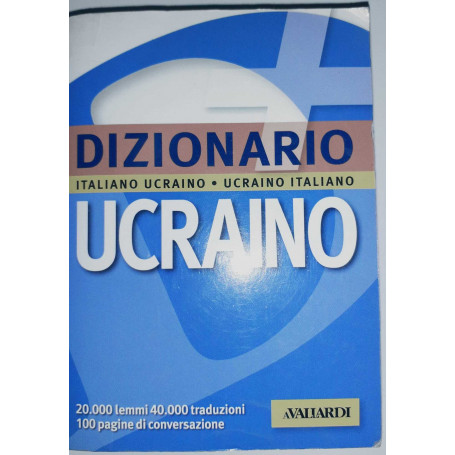 DIZIONARIO
ITALIANO UCRAINO • UCRAINO ITALIANO
UCRAINO
20.000 lemmi 40.000 traduzioni
100 pagine di conversazione
A.VALLARDI